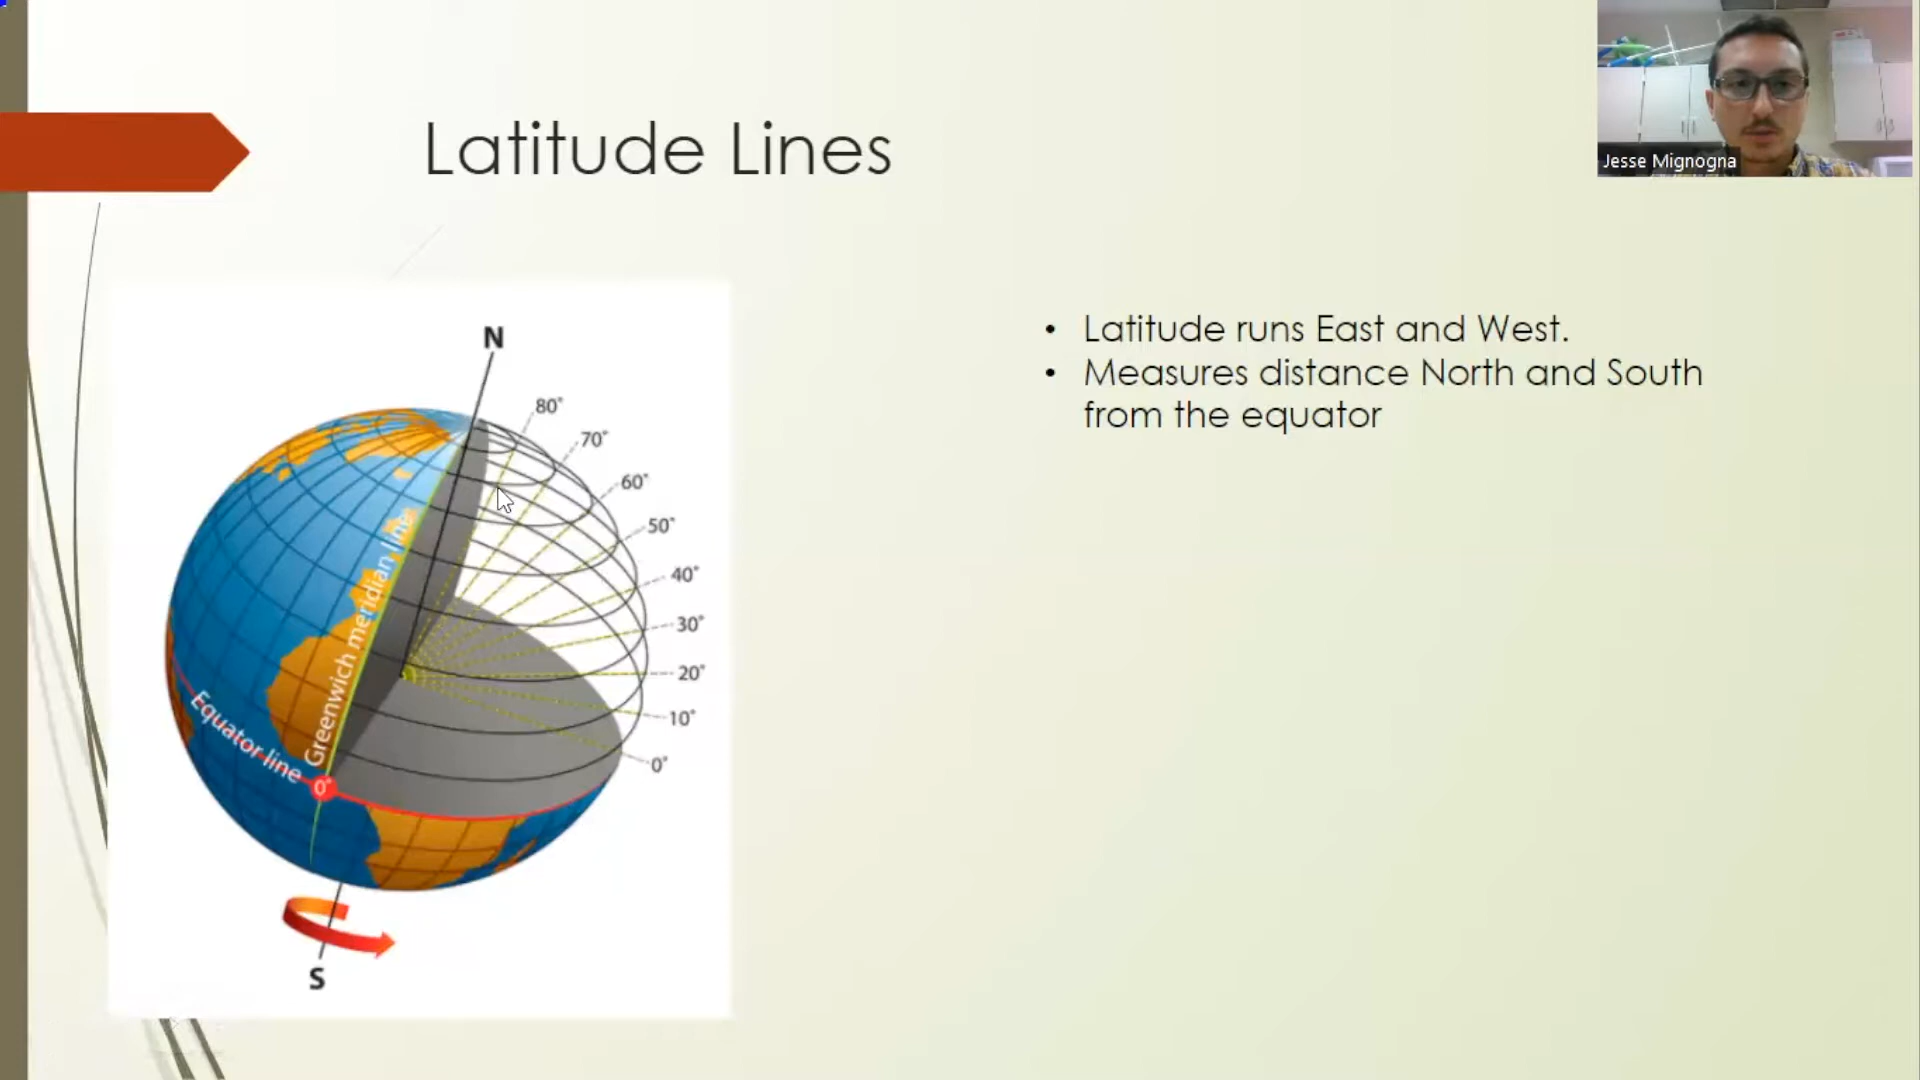 Jesse Mignogna
Latitude Lines
• Latitude runs East and West.
• Measures distance North and South
from the equator
N
80°
70°
60°
50°
40°
30°
20°
10°
0°
Greenwich meridian line
Equator line
0°
S